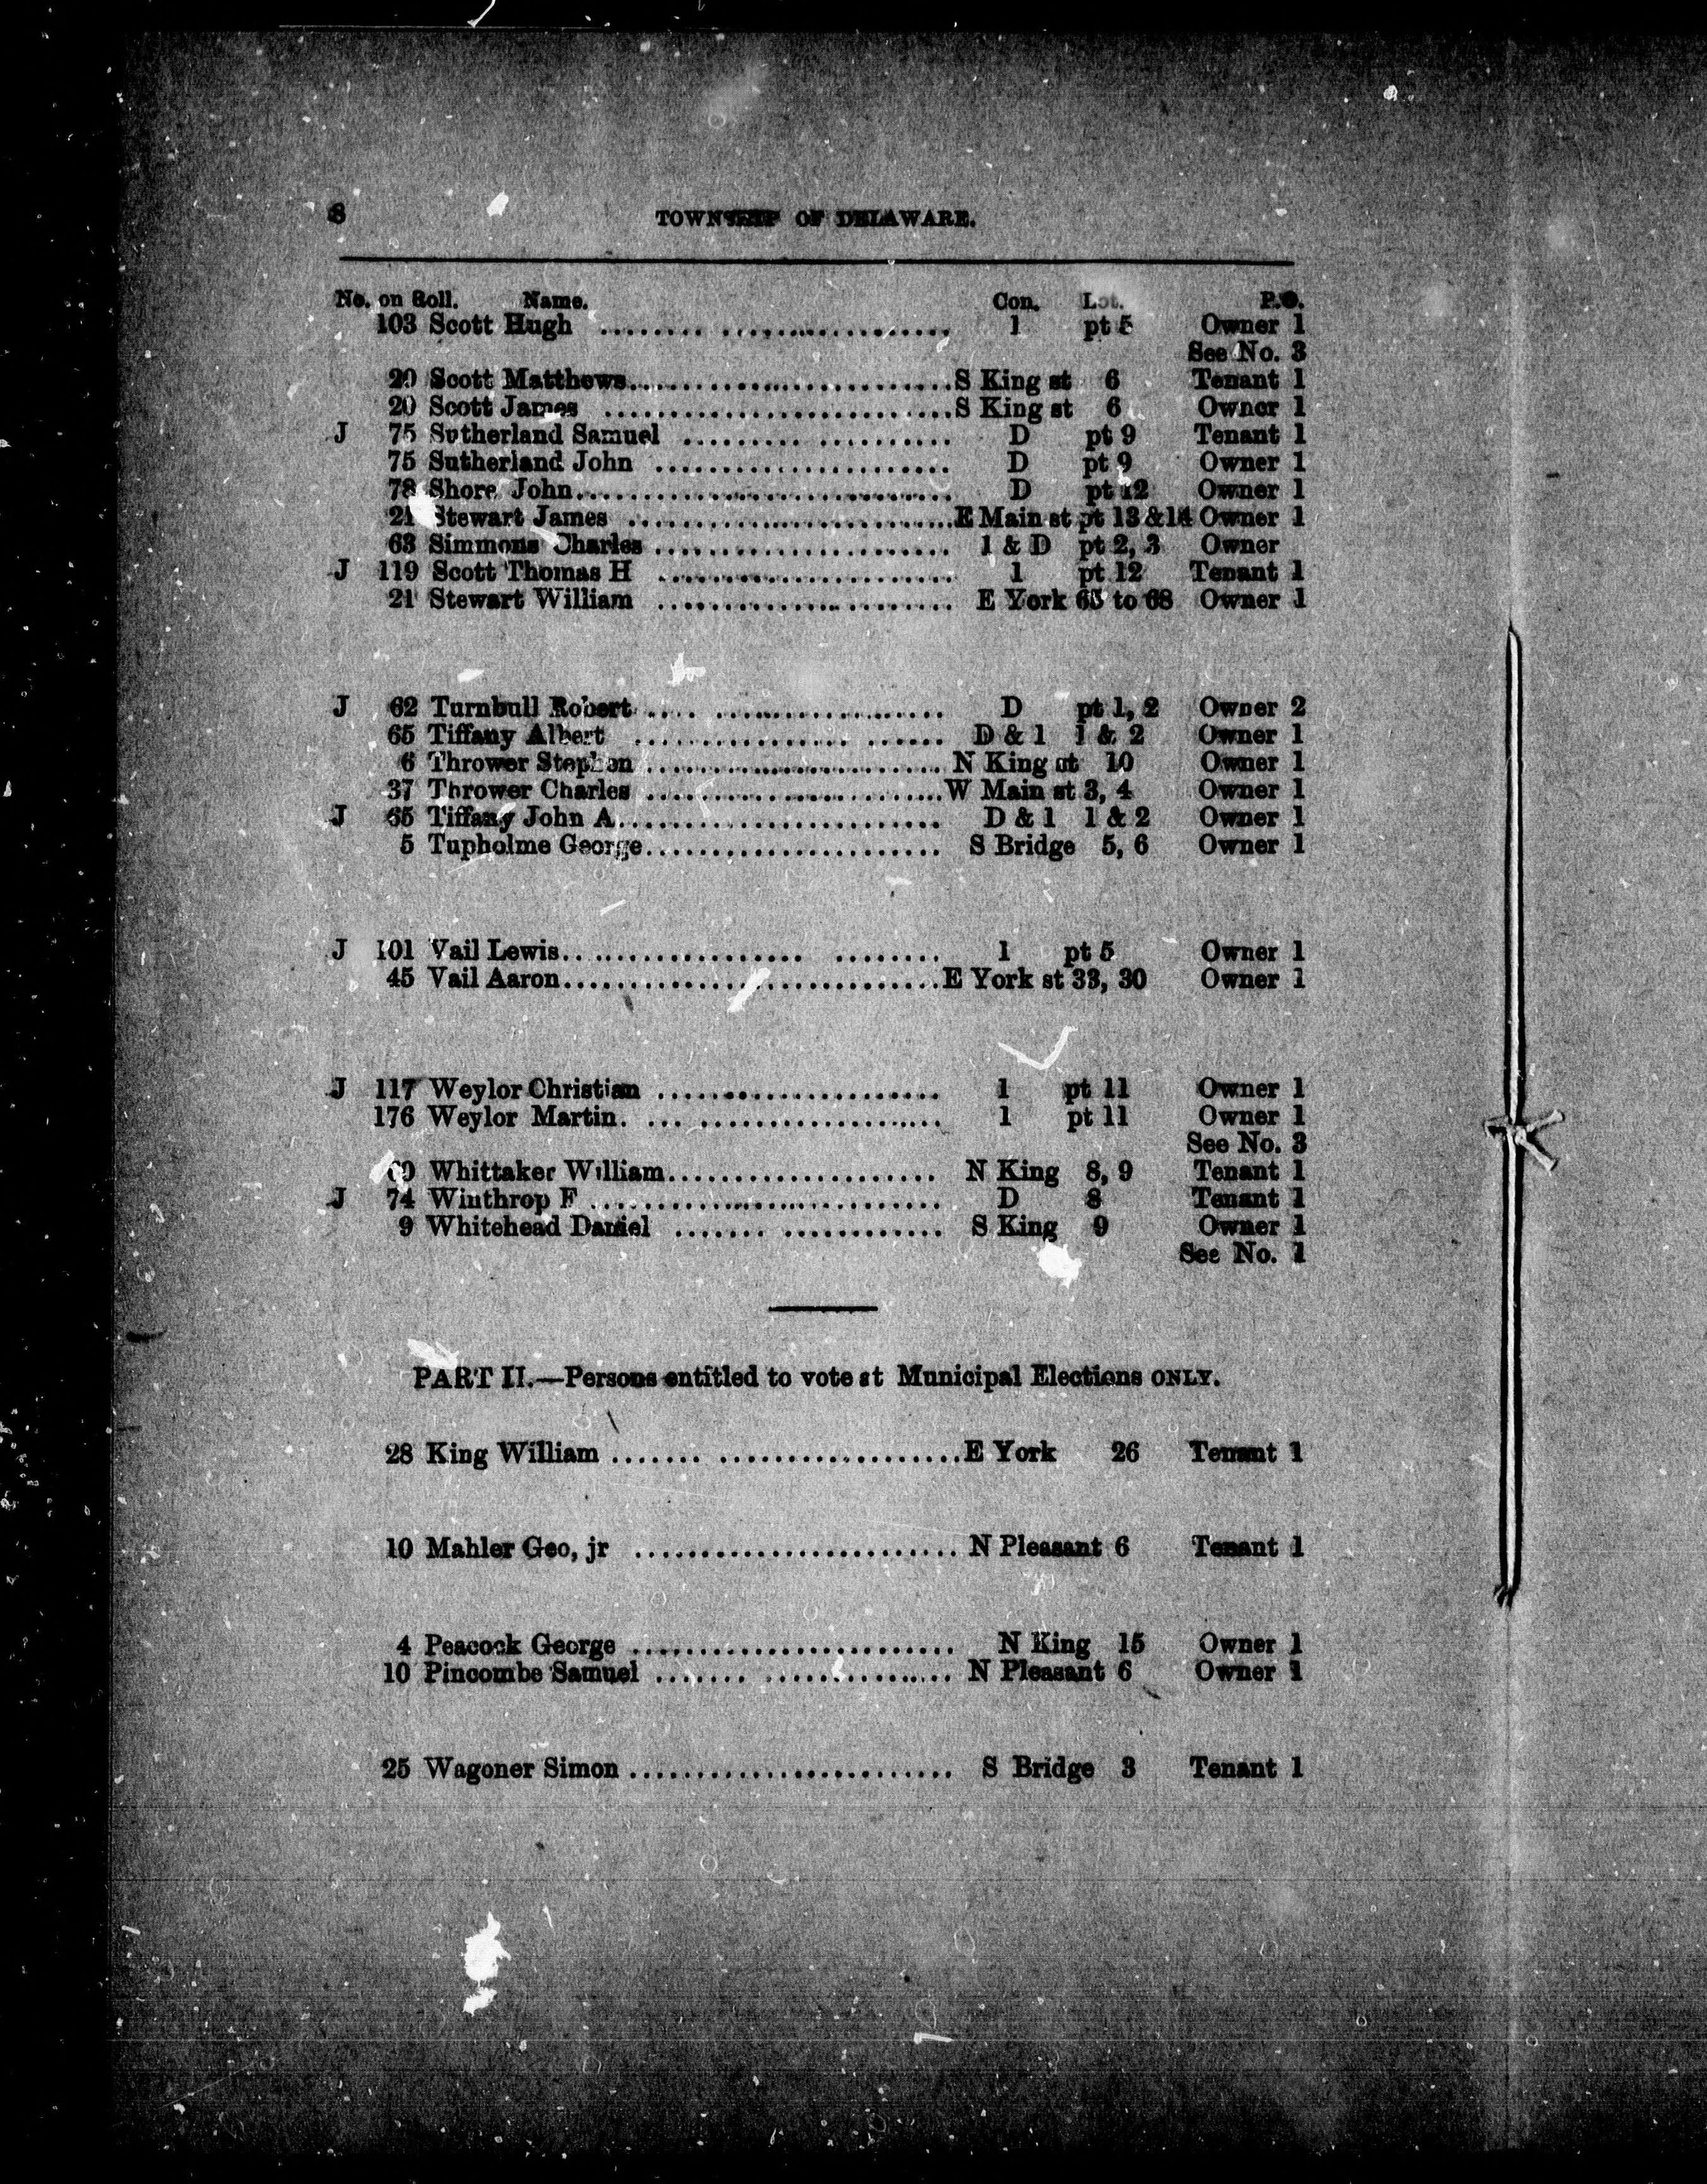 8 TOWNSHIP OF DELAWARE.
No. on Roll. Name. Con. Lot. P.O.
103 Scott Hugh ........ .................. 1 pt 5 Owner 1
See No. 3
20 Scott Matthews.......................... S King st 6 Tenant 1
20 Scott James .......................... S King st 6 Owner 1
J 75 Sutherland Samuel ......... .......... D pt 9 Tenant 1
75 Sutherland John ...................... D pt 9 Owner 1
78 Shore John............................ D pt 12 Owner 1
21 Stewart James ......................... E Main st pt 13 & 14 Owner 1
63 Simmons Charles ...................... 1 & D pt 2, 3 Owner
J 119 Scott Thomas H ...................... 1 pt 12 Tenant 1
21 Stewart William ...................... E York 65 to 68 Owner 1
J 62 Turnbull Robert .... ................. D pt 1, 2 Owner 2
65 Tiffany Albert ................ ...... D & 1 1 & 2 Owner 1
6 Thrower Stephen ...................... N King st 10 Owner 1
37 Thrower Charles ...................... W Main st 3, 4 Owner 1
J 65 Tiffany John A........................ D & 1 1 & 2 Owner 1
5 Tupholme George...................... S Bridge 5, 6 Owner 1
J 101 Vail Lewis.................. ........ 1 pt 5 Owner 1
45 Vail Aaron............................ E York st 33, 30 Owner 1
J 117 Weylor Christian ..................... 1 pt 11 Owner 1
176 Weylor Martin. ... .................. 1 pt 11 Owner 1
See No. 3
Whittaker William.................... N King 8, 9 Tenant 1
J 74 Winthrop F .......................... D 8 Tenant 1
9 Whitehead Daniel ....... ............ S King 9 Owner 1
See No. 1
PART II.—Persons entitled to vote at Municipal Elections ONLY.
28 King William ....... .................. E York 26 Tenant 1
10 Mahler Geo, jr ........................ N Pleasant 6 Tenant 1
4 Peacock George ........................ N King 15 Owner 1
10 Pincombe Samuel ....... .............. N Pleasant 6 Owner 1
25 Wagoner Simon ........................ S Bridge 3 Tenant 1